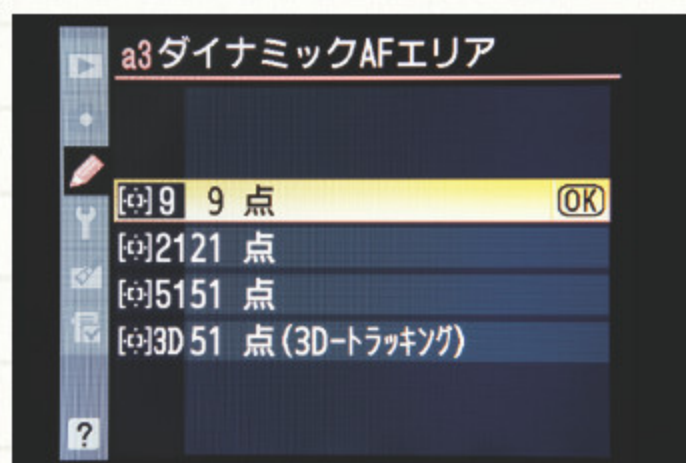 a3ダイナミックAFエリア
[･]9 9 点 OK
[･]21 21 点
[･]51 51 点
[･]3D 51 点(3D-トラッキング)
?